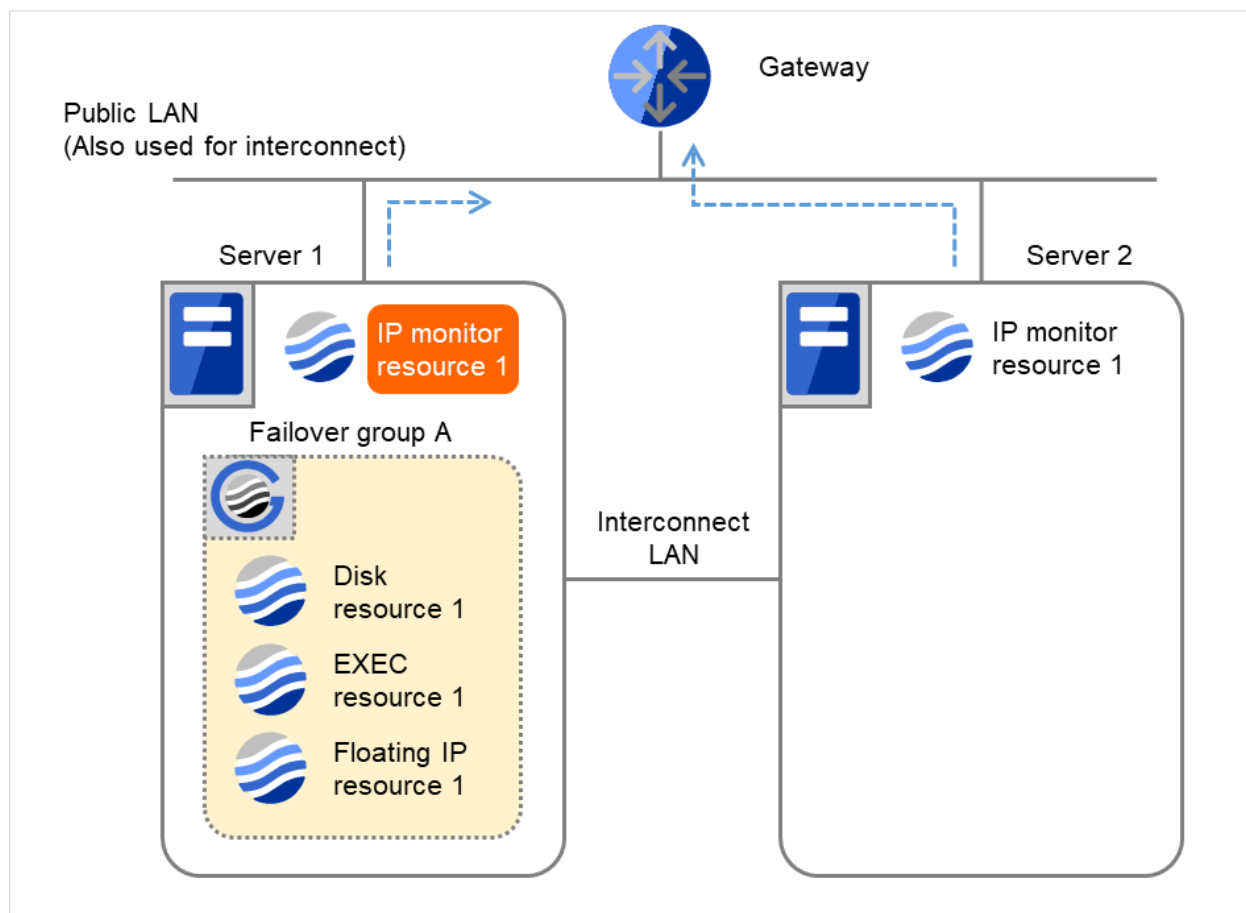 Gateway
Public LAN
(Also used for interconnect)
Server 1
Server 2
IP monitor
resource 1
IP monitor
resource 1
Failover group A
Interconnect
LAN
Disk
resource 1
EXEC
resource 1
Floating IP
resource 1